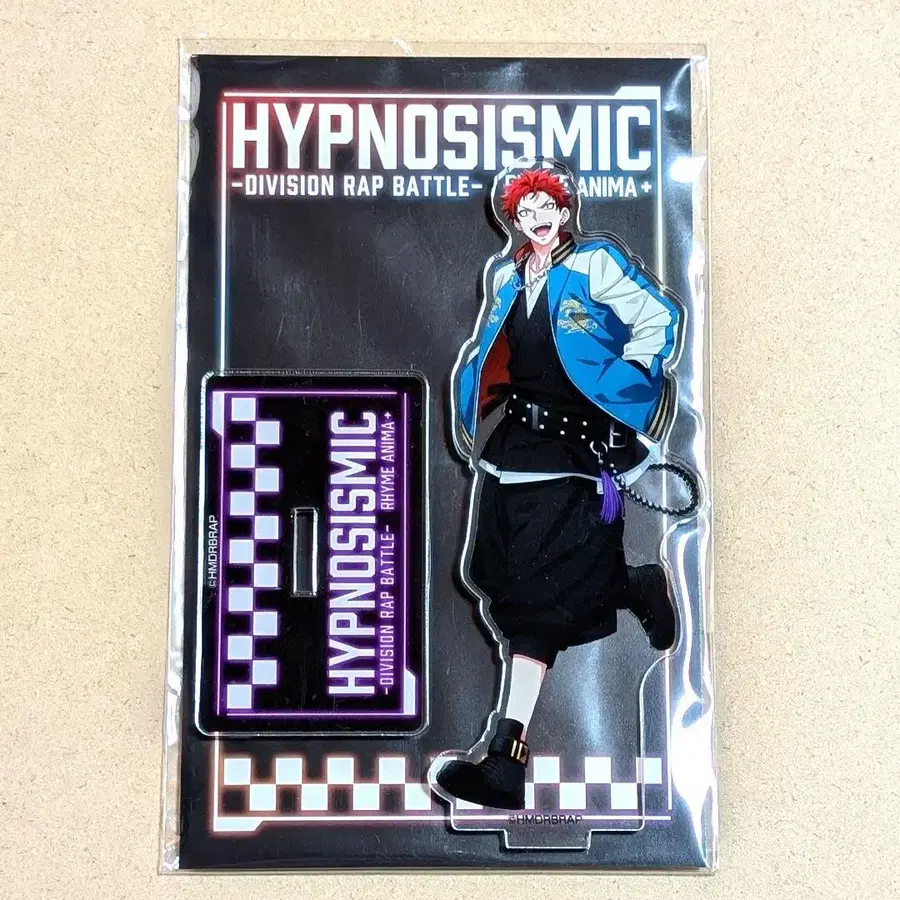 HYPNOSISMIC
-DIVISION RAP BATTLE- ANIMA+
HYPNOSISMIC
-DIVISION RAP BATTLE- RHYME ANIMA+
©HMDRBRAP
©HMDRBRAP